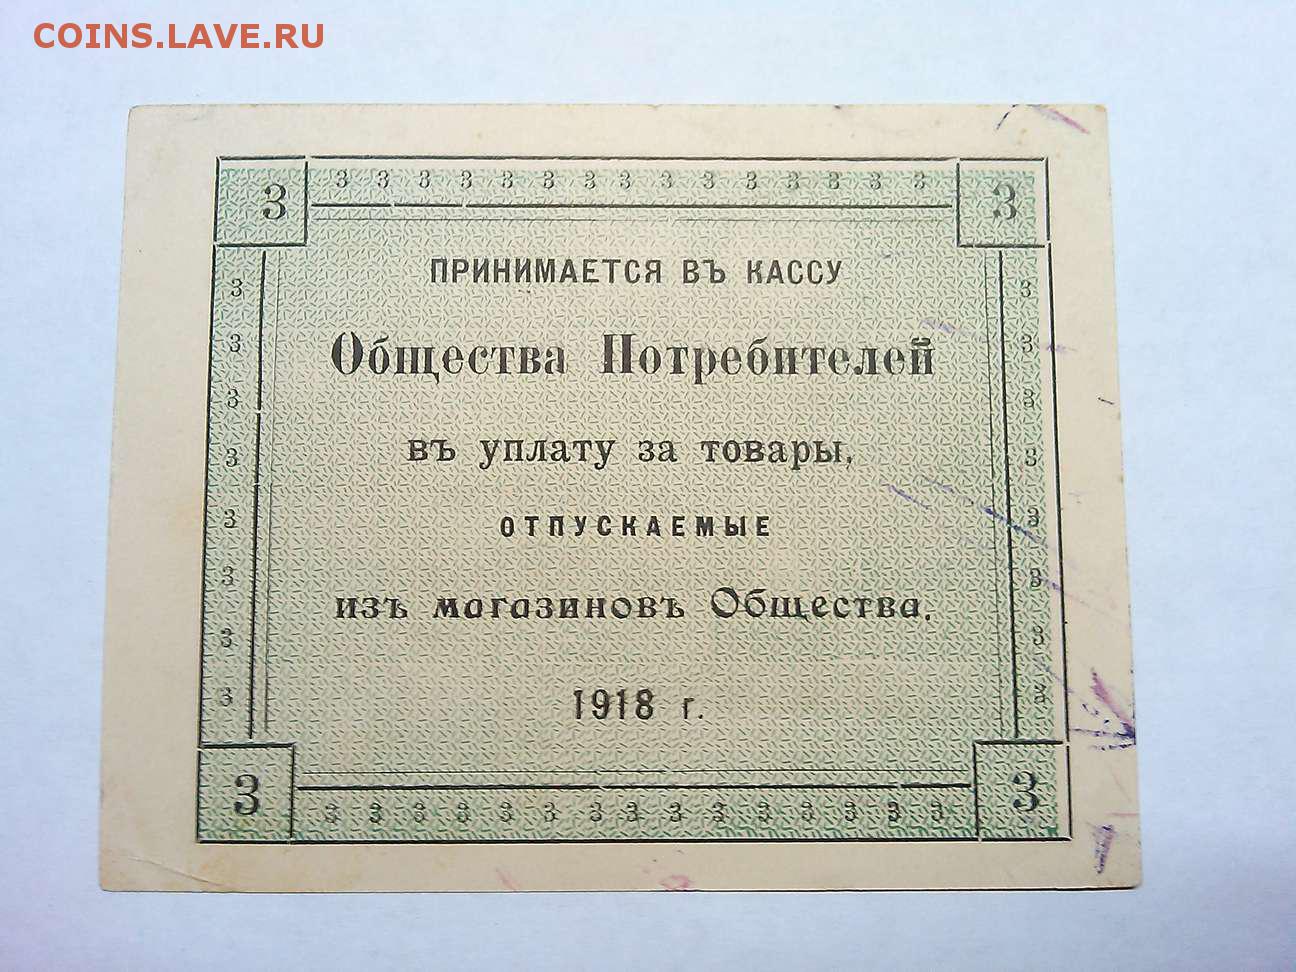 COINS.LAVE.RU
3 3 3 3 3 3 3 3 3 3 3 3 3 3 3 3 3
ПРИНИМАЕТСЯ ВЪ КАССУ
Общества Потребителей
въ уплату за товары,
ОТПУСКАЕМЫЕ
изъ магазиновъ Общества.
1918 г.
3 3 3 3 3 3 3 3 3 3 3 3 3 3 3 3 3